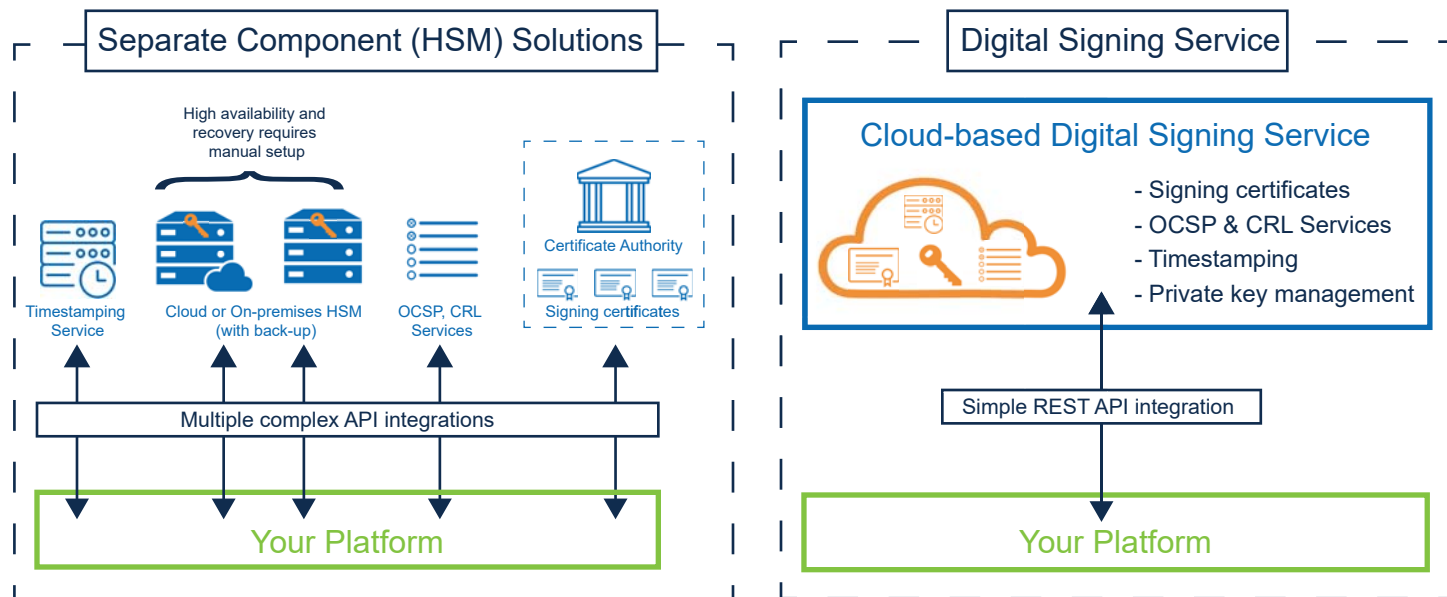 Separate Component (HSM) Solutions
High availability and
recovery requires
manual setup
Timestamping
Service
Cloud or On-premises HSM
(with back-up)
OCSP, CRL
Services
Certificate Authority
Signing certificates
Multiple complex API integrations
Your Platform
Digital Signing Service
Cloud-based Digital Signing Service
- Signing certificates
- OCSP & CRL Services
- Timestamping
- Private key management
Simple REST API integration
Your Platform